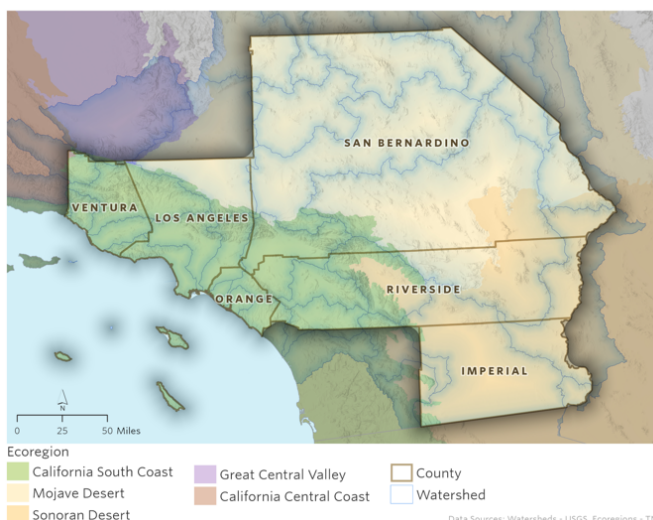 SAN BERNARDINO
VENTURA
LOS ANGELES
ORANGE
RIVERSIDE
IMPERIAL
N
0 25 50 Miles
Ecoregion
California South Coast
Mojave Desert
Sonoran Desert
Great Central Valley
California Central Coast
County
Watershed
Data Sources: Watersheds - USGS, Ecoregions - TN